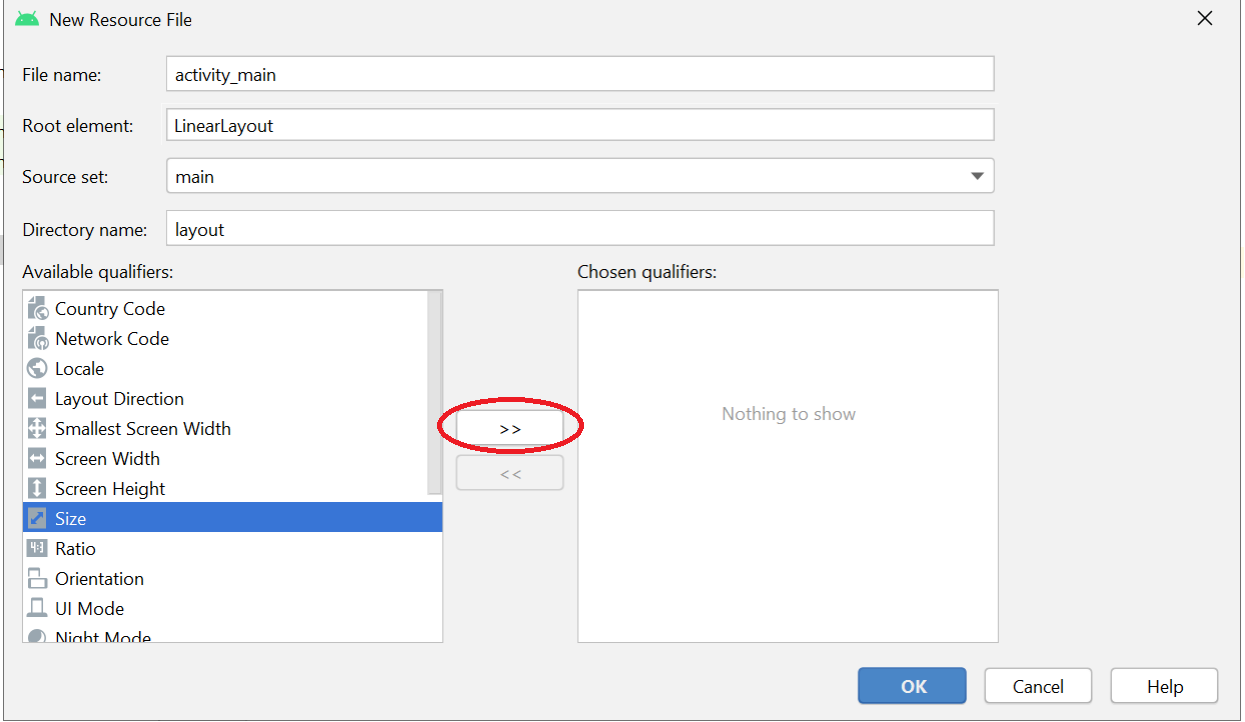 New Resource File
File name: activity_main
Root element: LinearLayout
Source set: main
Directory name: layout
Available qualifiers:
Country Code
Network Code
Locale
Layout Direction
Smallest Screen Width
Screen Width
Screen Height
Size
Ratio
Orientation
UI Mode
Night Mode
>>
<<
Chosen qualifiers:
Nothing to show
OK Cancel Help